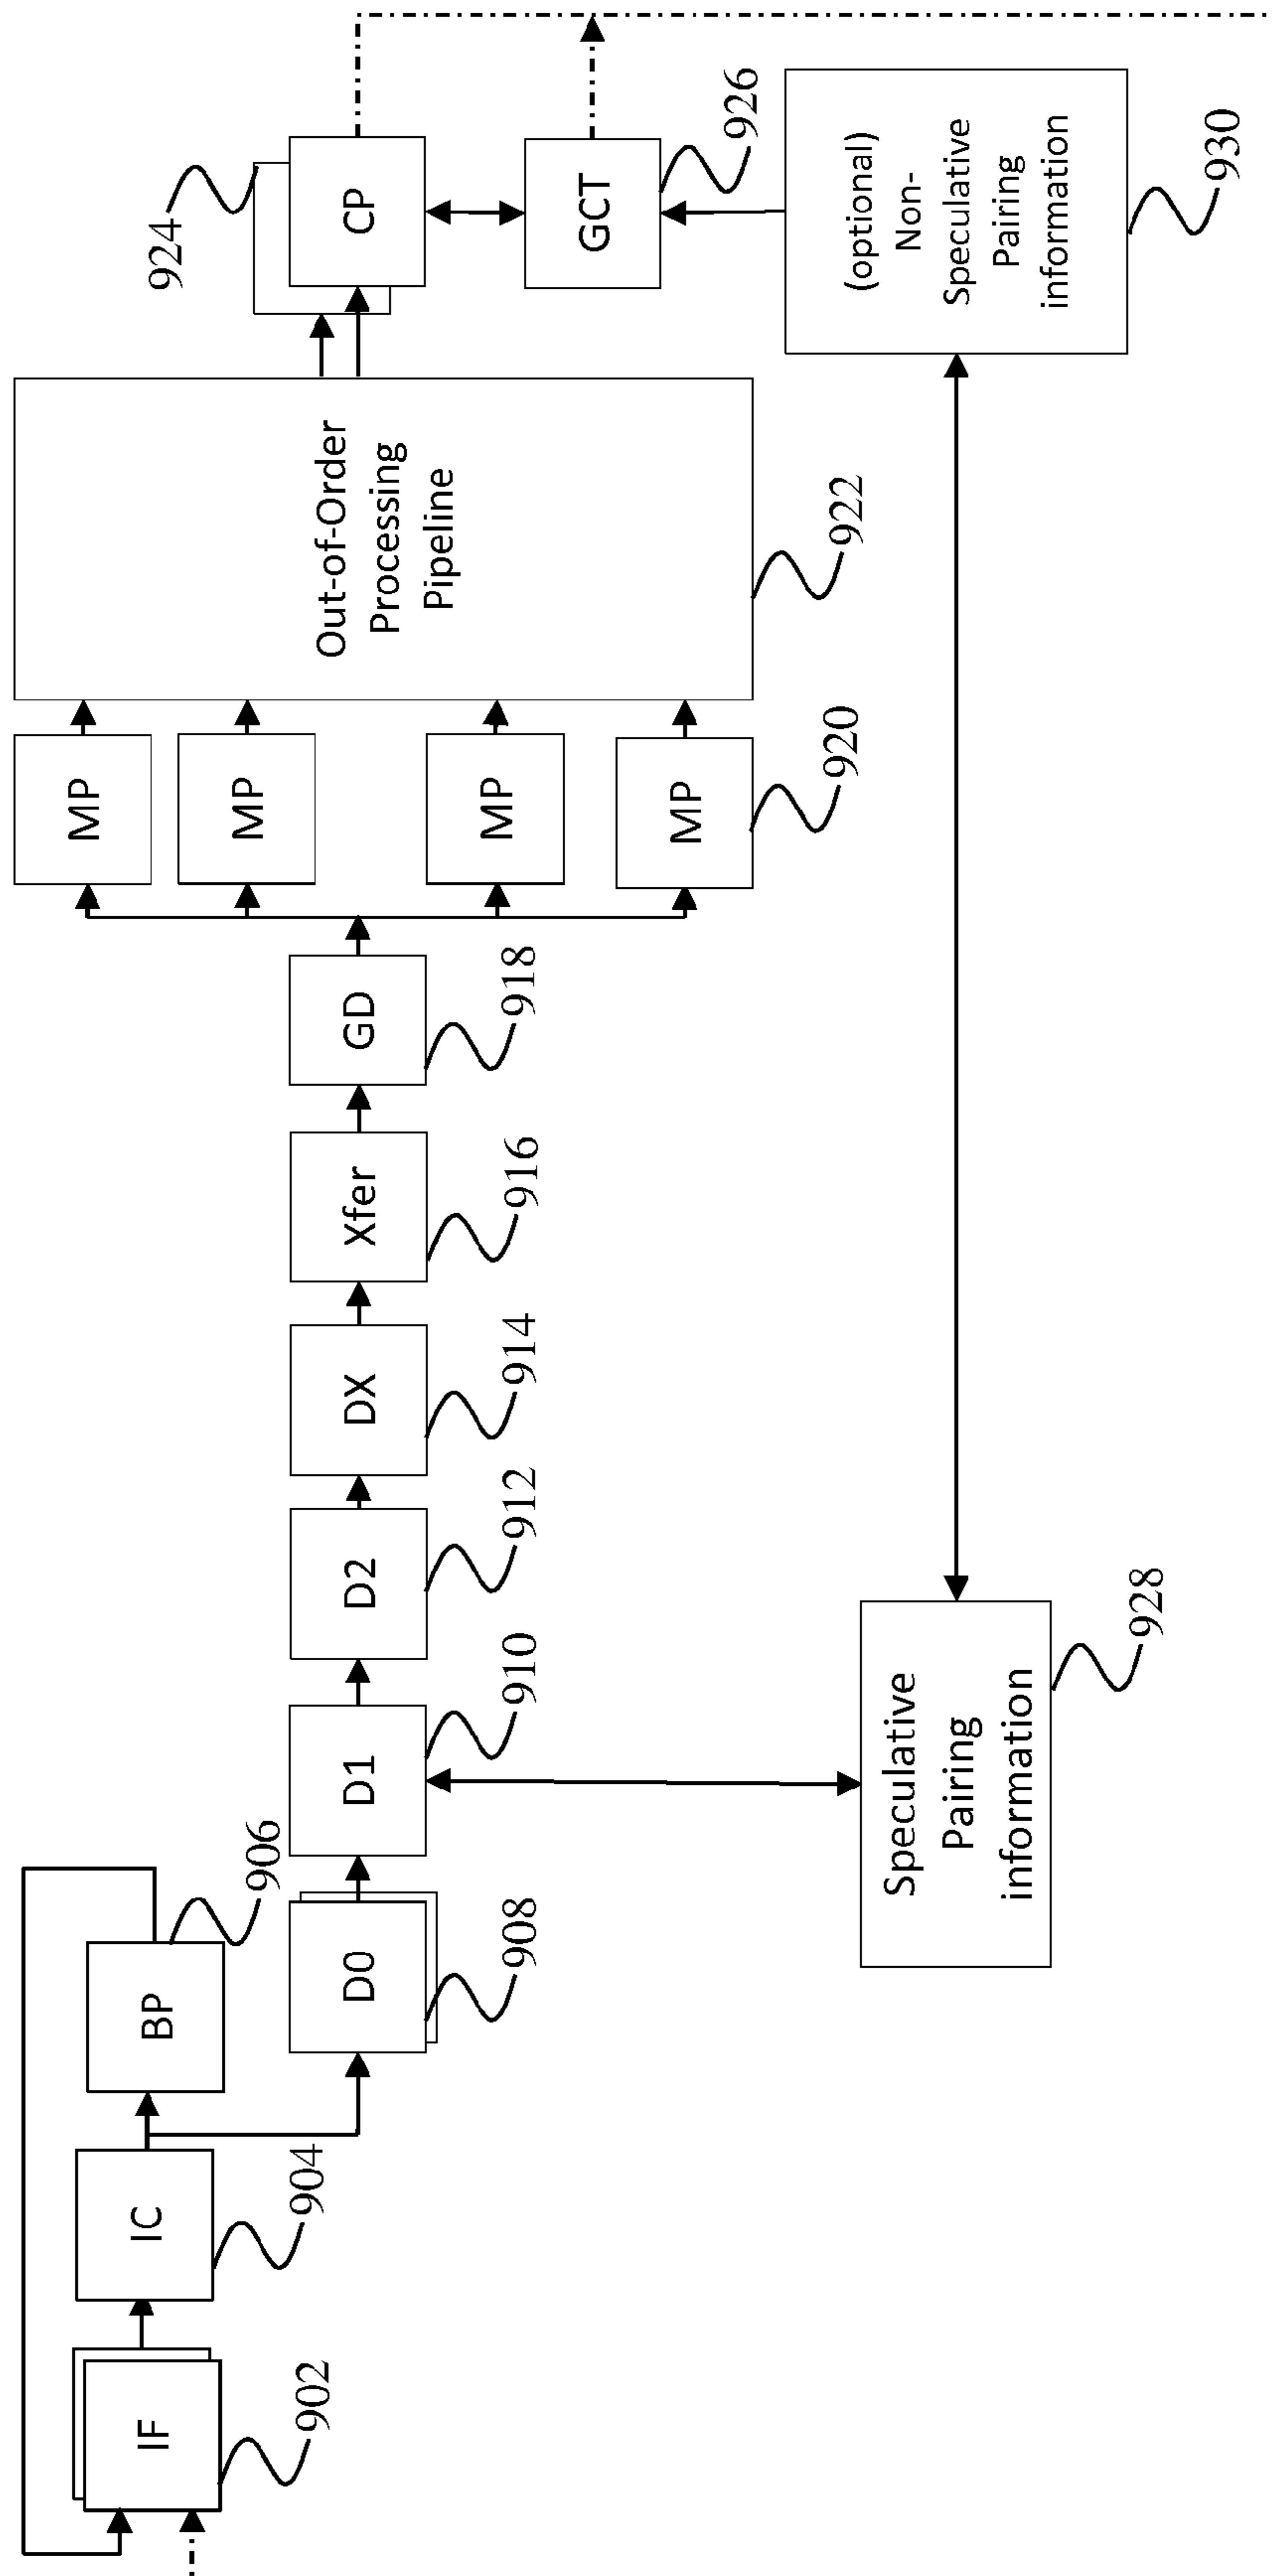 IF
902
IC
904
BP
906
D0
908
D1
910
D2
912
DX
914
Xfer
916
GD
918
MP
MP
MP
MP
920
Out-of-Order
Processing
Pipeline
922
CP
924
GCT
926
Speculative
Pairing
information
928
(optional)
Non-
Speculative
Pairing
information
930